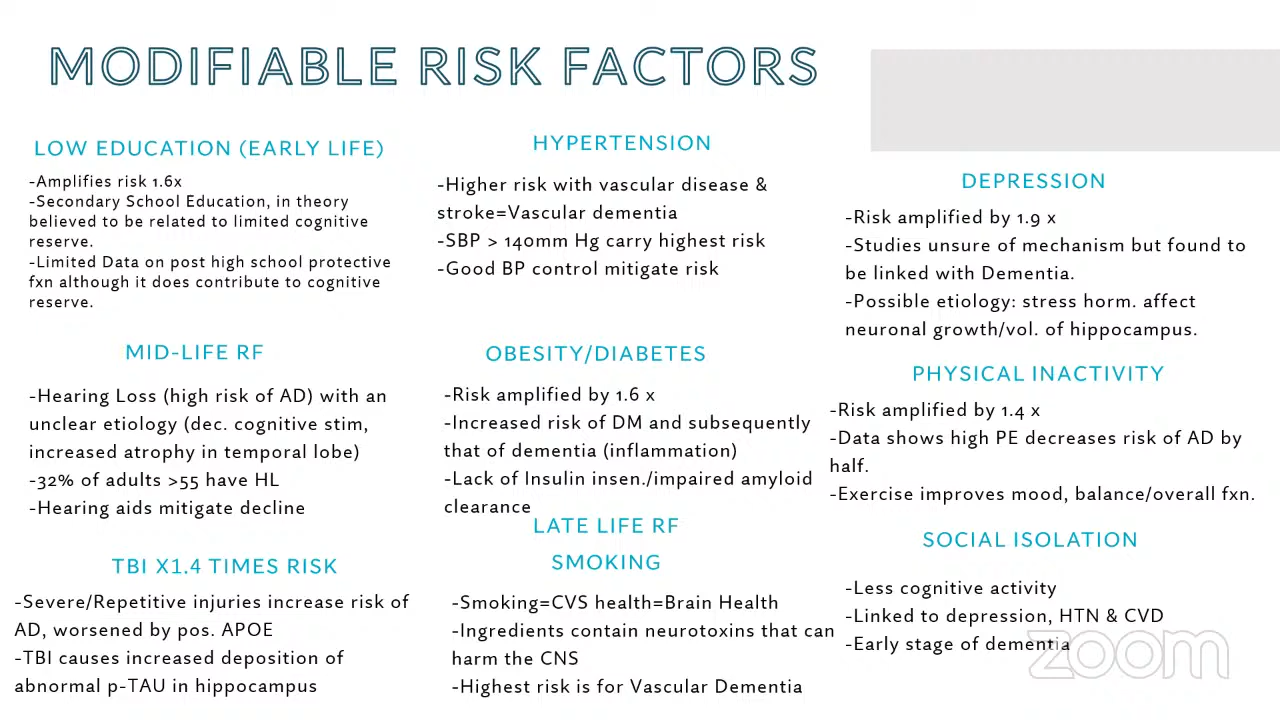 MODIFIABLE RISK FACTORS
LOW EDUCATION (EARLY LIFE)
-Amplifies risk 1.6x
-Secondary School Education, in theory
believed to be related to limited cognitive
reserve.
-Limited Data on post high school protective
fxn although it does contribute to cognitive
reserve.
MID-LIFE RF
-Hearing Loss (high risk of AD) with an
unclear etiology (dec. cognitive stim,
increased atrophy in temporal lobe)
-32% of adults >55 have HL
-Hearing aids mitigate decline
TBI X1.4 TIMES RISK
-Severe/Repetitive injuries increase risk of
AD, worsened by pos. APOE
-TBI causes increased deposition of
abnormal p-TAU in hippocampus
HYPERTENSION
-Higher risk with vascular disease &
stroke=Vascular dementia
-SBP > 140mm Hg carry highest risk
-Good BP control mitigate risk
OBESITY/DIABETES
-Risk amplified by 1.6 x
-Increased risk of DM and subsequently
that of dementia (inflammation)
-Lack of Insulin insen./impaired amyloid
clearance
LATE LIFE RF
SMOKING
-Smoking=CVS health=Brain Health
-Ingredients contain neurotoxins that can
harm the CNS
-Highest risk is for Vascular Dementia
DEPRESSION
-Risk amplified by 1.9 x
-Studies unsure of mechanism but found to
be linked with Dementia.
-Possible etiology: stress horm. affect
neuronal growth/vol. of hippocampus.
PHYSICAL INACTIVITY
-Risk amplified by 1.4 x
-Data shows high PE decreases risk of AD by
half.
-Exercise improves mood, balance/overall fxn.
SOCIAL ISOLATION
-Less cognitive activity
-Linked to depression, HTN & CVD
-Early stage of dementia
zoom